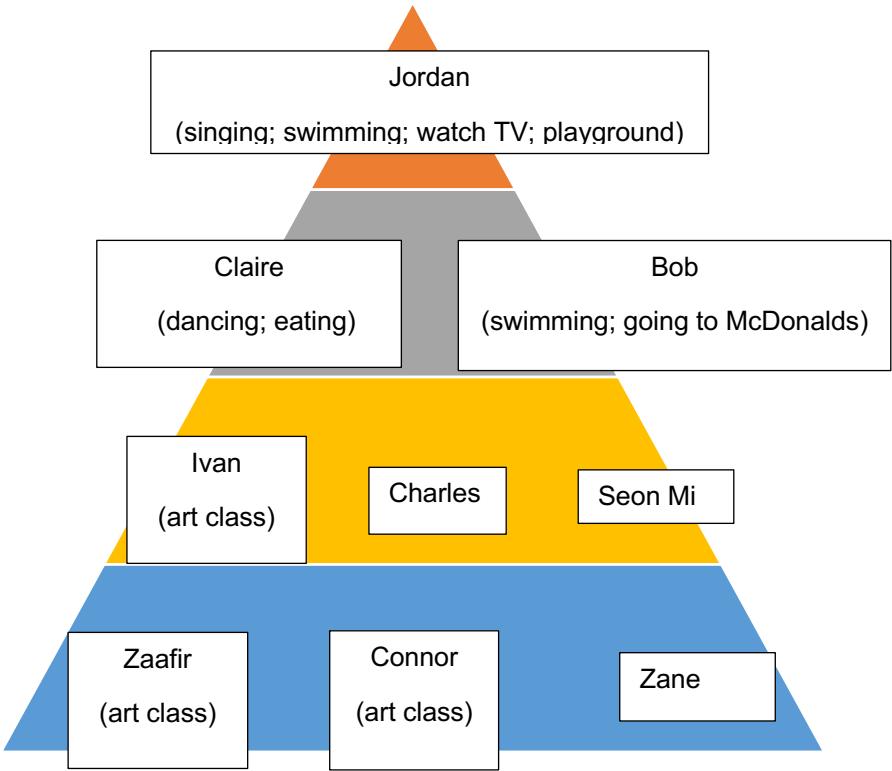 Jordan
(singing; swimming; watch TV; playground)
Claire
(dancing; eating)
Bob
(swimming; going to McDonalds)
Ivan
(art class)
Charles
Seon Mi
Zaafir
(art class)
Connor
(art class)
Zane